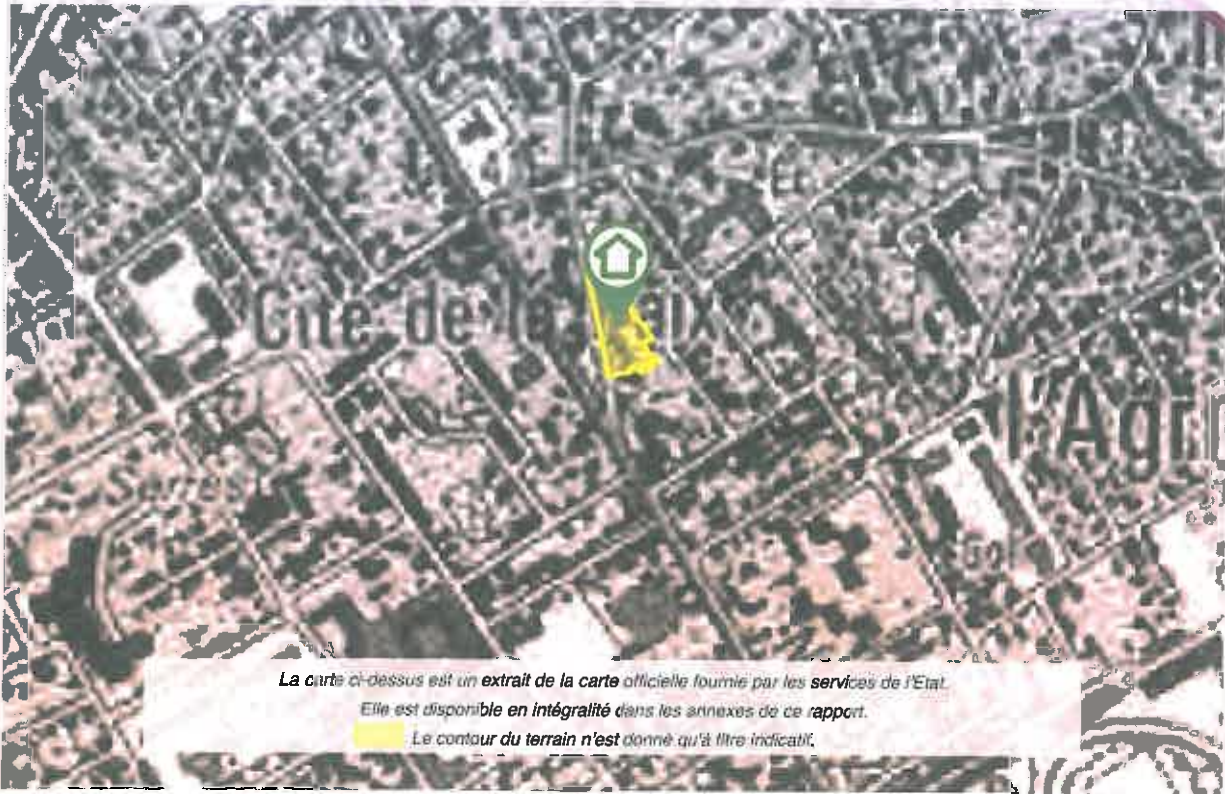 Cité de la Paix
l'Agri
La carte ci-dessus est un extrait de la carte officielle fournie par les services de l'Etat.
Elle est disponible en intégralité dans les annexes de ce rapport.
Le contour du terrain n'est donné qu'à titre indicatif.